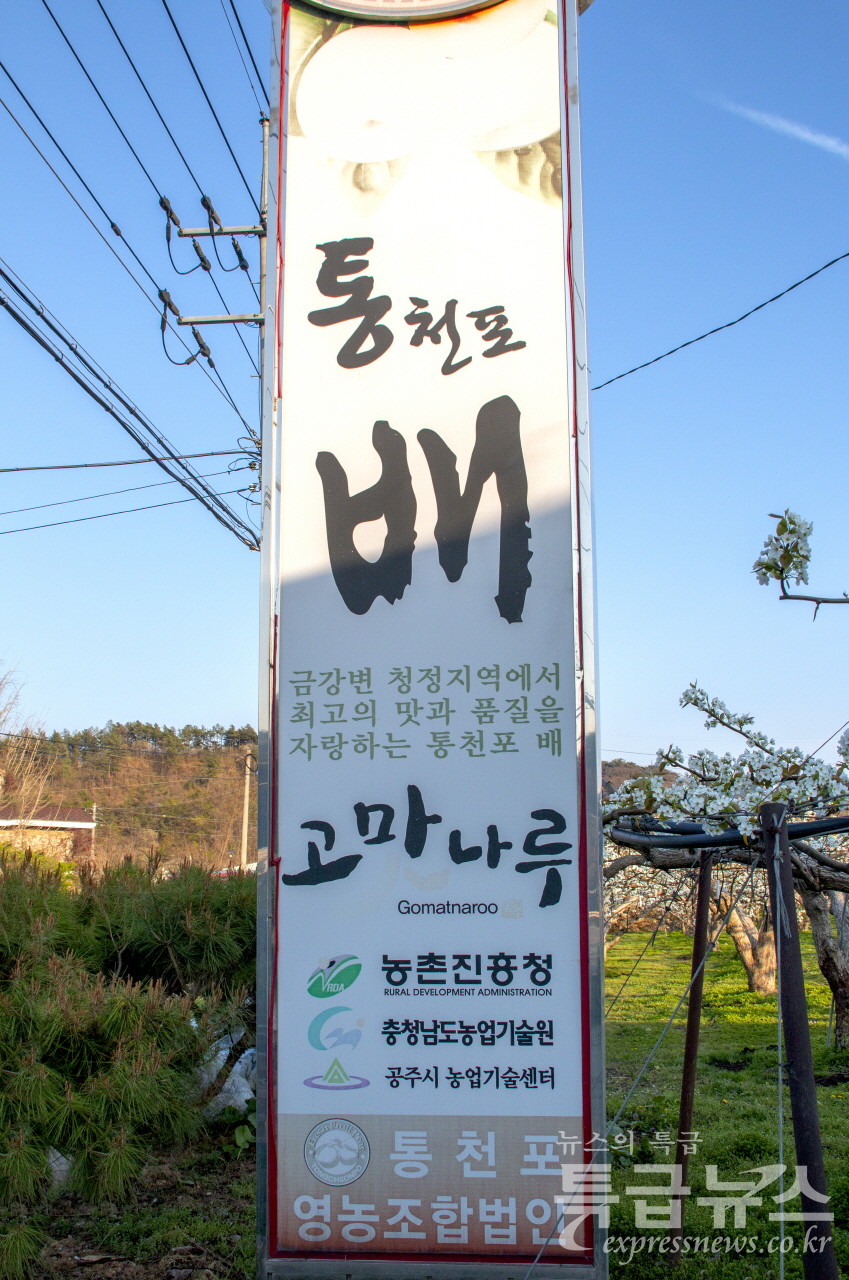 통천포
배
금강변 청정지역에서
최고의 맛과 품질을
자랑하는 통천포 배
고맛나루
Gomatnaroo
RDA
농촌진흥청
RURAL DEVELOPMENT ADMINISTRATION
충청남도농업기술원
공주시 농업기술센터
통천포
영농조합법인
뉴스의 특급
특급뉴스
expressnews.co.kr